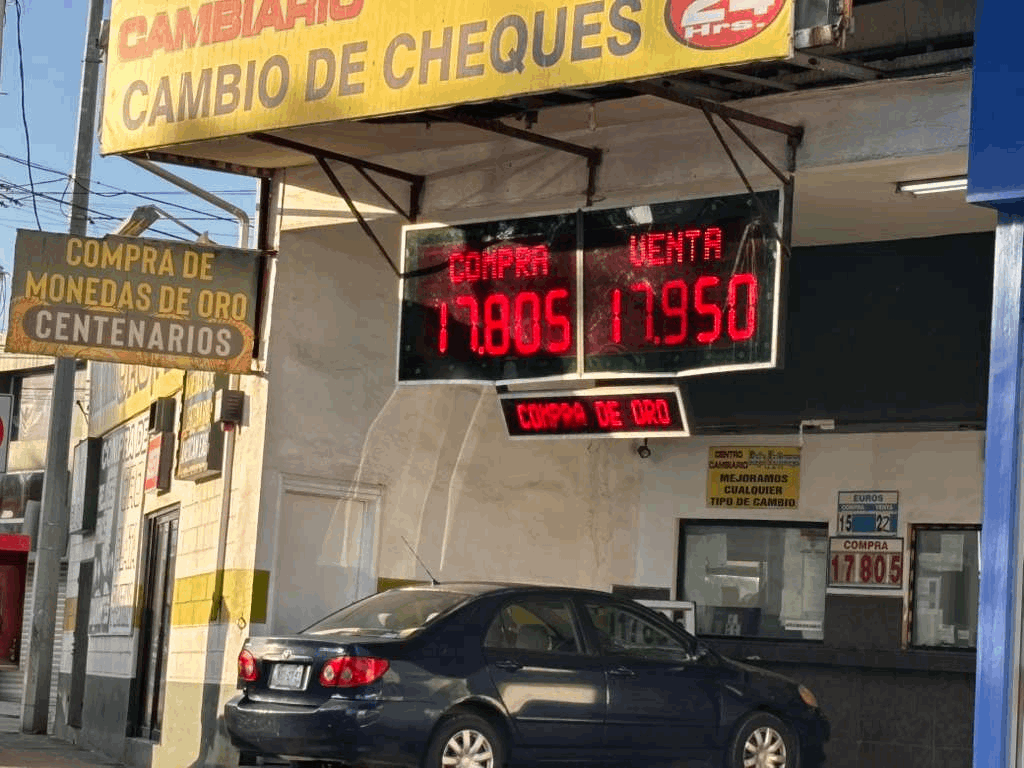 CAMBIARIO
CAMBIO DE CHEQUES
24
Hrs.
COMPRA DE
MONEDAS DE ORO
CENTENARIOS
COMPRA
17.805
VENTA
17.950
COMPRA DE ORO
CENTRO
CAMBIARIO
MEJORAMOS
CUALQUIER
TIPO DE CAMBIO
EUROS
COMPRA VENTA
15 22
COMPRA
17805